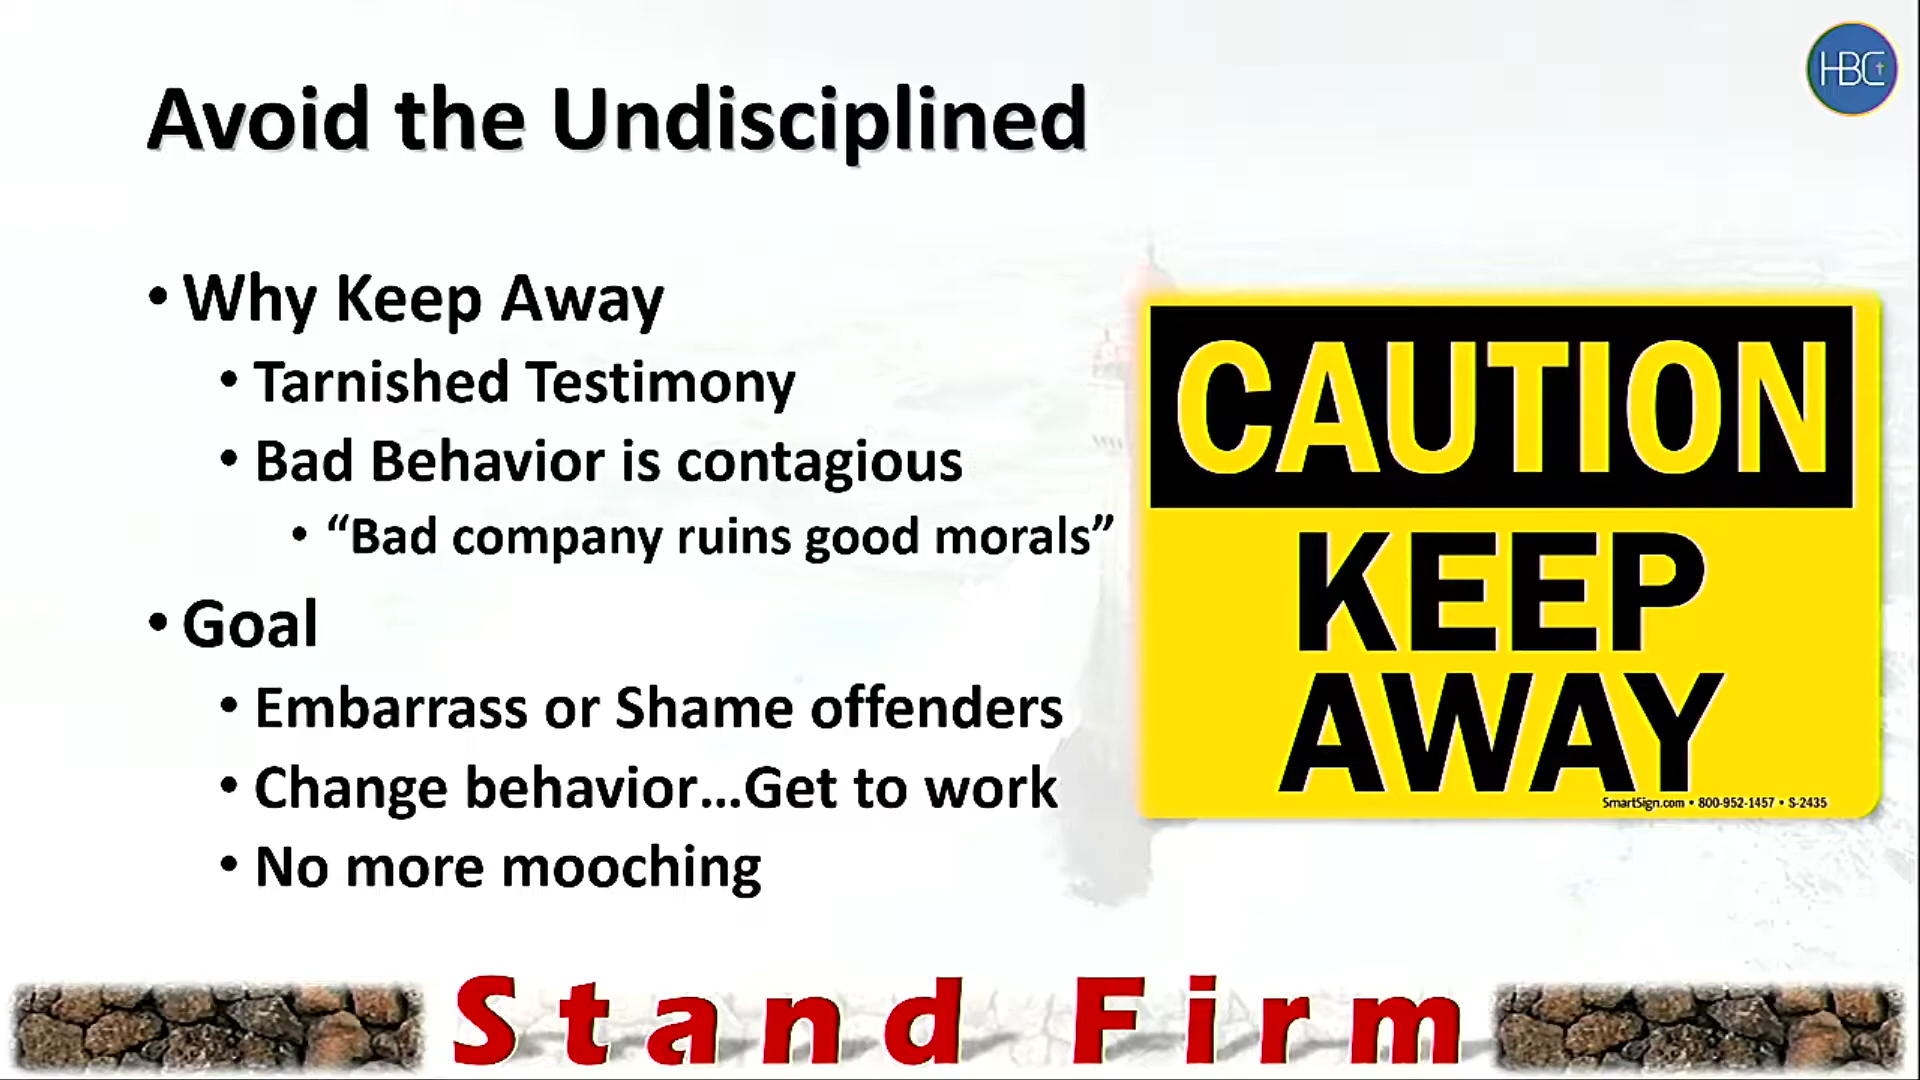 HBC
Avoid the Undisciplined
• Why Keep Away
• Tarnished Testimony
• Bad Behavior is contagious
• “Bad company ruins good morals”
• Goal
• Embarrass or Shame offenders
• Change behavior...Get to work
• No more mooching
CAUTION
KEEP
AWAY
SmartSign.com • 800-952-1457 • S-2435
Stand Firm